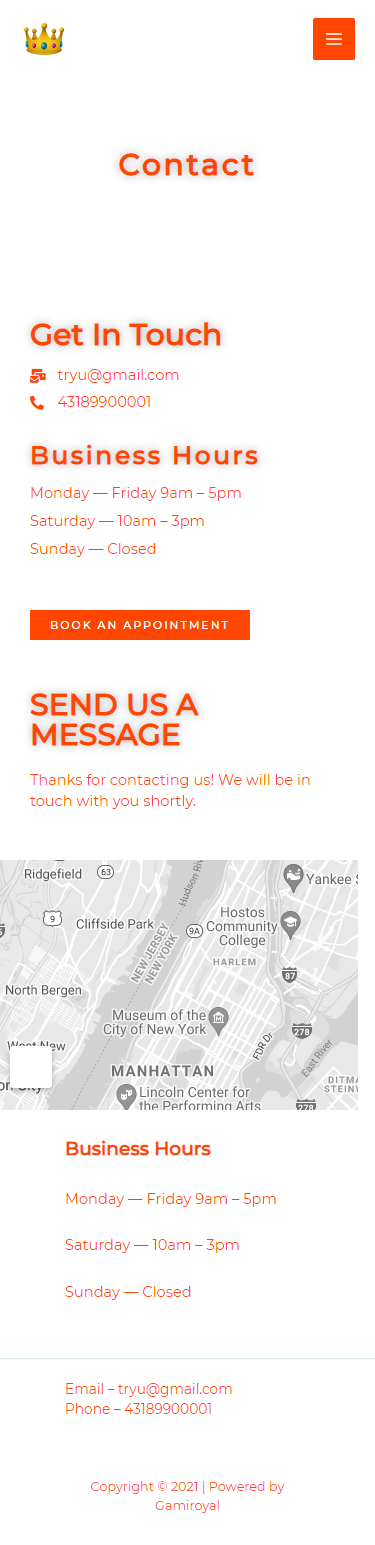 Contact
Get In Touch
tryu@gmail.com
43189900001
Business Hours
Monday — Friday 9am – 5pm
Saturday — 10am – 3pm
Sunday — Closed
BOOK AN APPOINTMENT
SEND US A
MESSAGE
Thanks for contacting us! We will be in
touch with you shortly.
Ridgefield
63
Hudson Riv
Yankee S
9
Cliffside Park
9A
Hostos
Community
College
NEW JERSEY
NEW YORK
HARLEM
87
North Bergen
Museum of the
City of New York
278
West New
FDR Dr
East River
MANHATTAN
DITMA
STEINW
on City
Lincoln Center for
the Performing Arts
278
Business Hours
Monday — Friday 9am – 5pm
Saturday — 10am – 3pm
Sunday — Closed
Email – tryu@gmail.com
Phone – 43189900001
Copyright © 2021 | Powered by
Gamiroyal